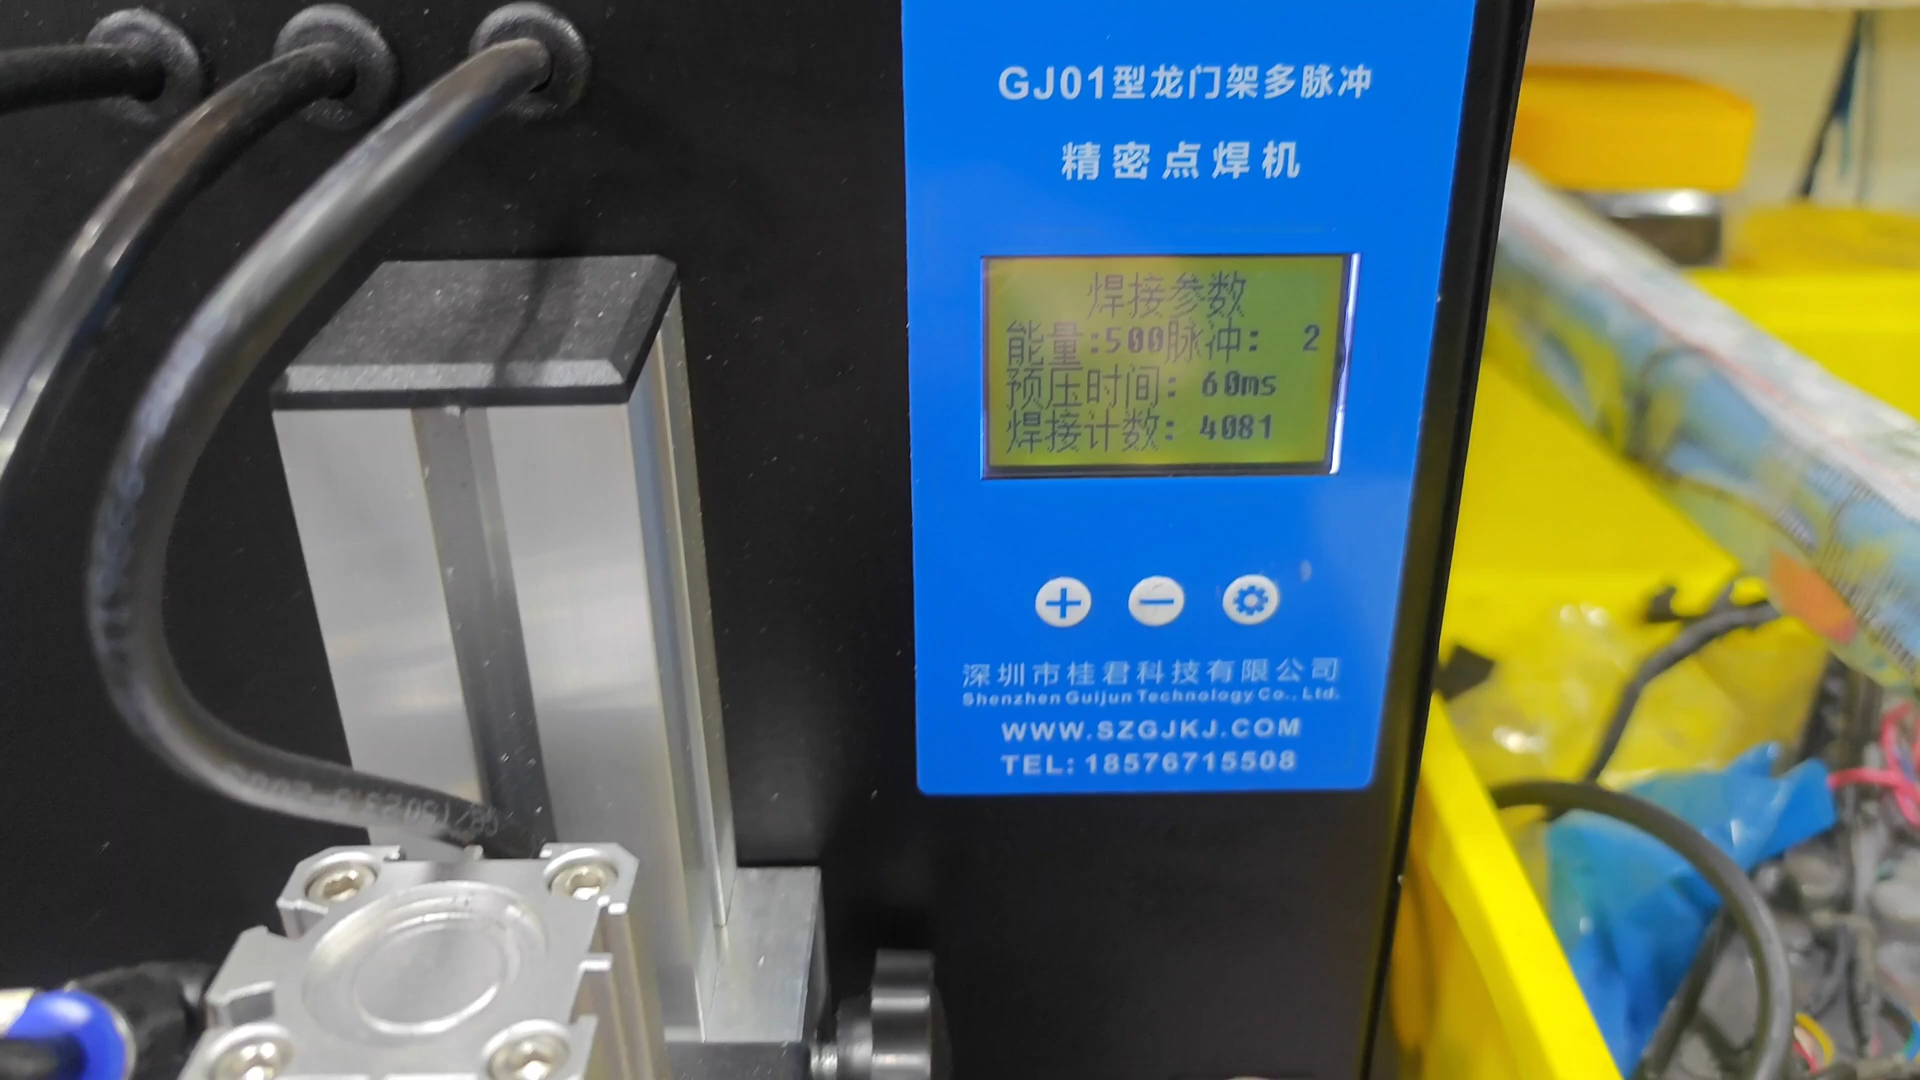 GJ01型龙门架多脉冲
精密点焊机
焊接参数
能量:500脉冲: 2
预压时间: 60ms
焊接计数: 4081
深圳市桂君科技有限公司
Shenzhen Guijun Technology Co., Ltd.
WWW.SZGJKJ.COM
TEL: 18576715508